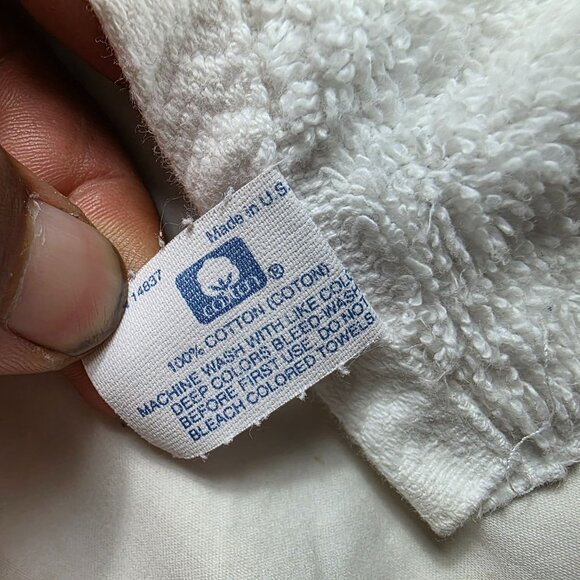 14837
Made in U.S.
COTTON
®
100% COTTON (COTON)
MACHINE WASH WITH LIKE COL
DEEP COLORS BLEED-WASH
BEFORE FIRST USE. DO NOT
BLEACH COLORED TOWELS